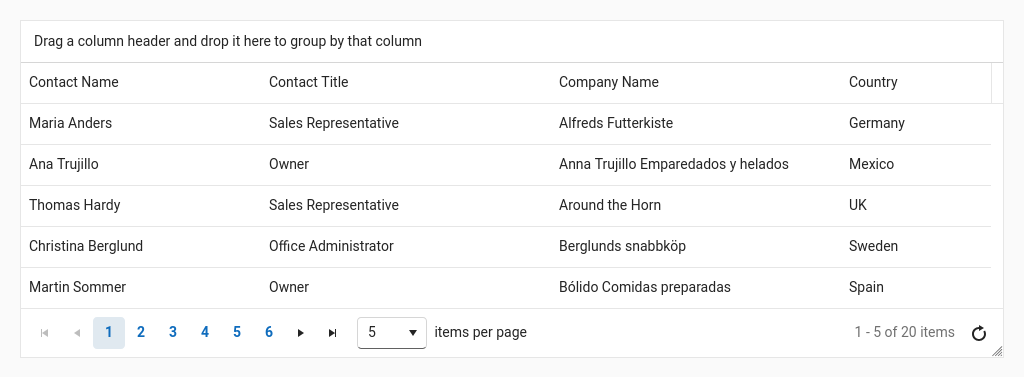 Drag a column header and drop it here to group by that column
Contact Name Contact Title Company Name Country
Maria Anders Sales Representative Alfreds Futterkiste Germany
Ana Trujillo Owner Anna Trujillo Emparedados y helados Mexico
Thomas Hardy Sales Representative Around the Horn UK
Christina Berglund Office Administrator Berglunds snabbköp Sweden
Martin Sommer Owner Bólido Comidas preparadas Spain
1 2 3 4 5 6 5 items per page 1 - 5 of 20 items